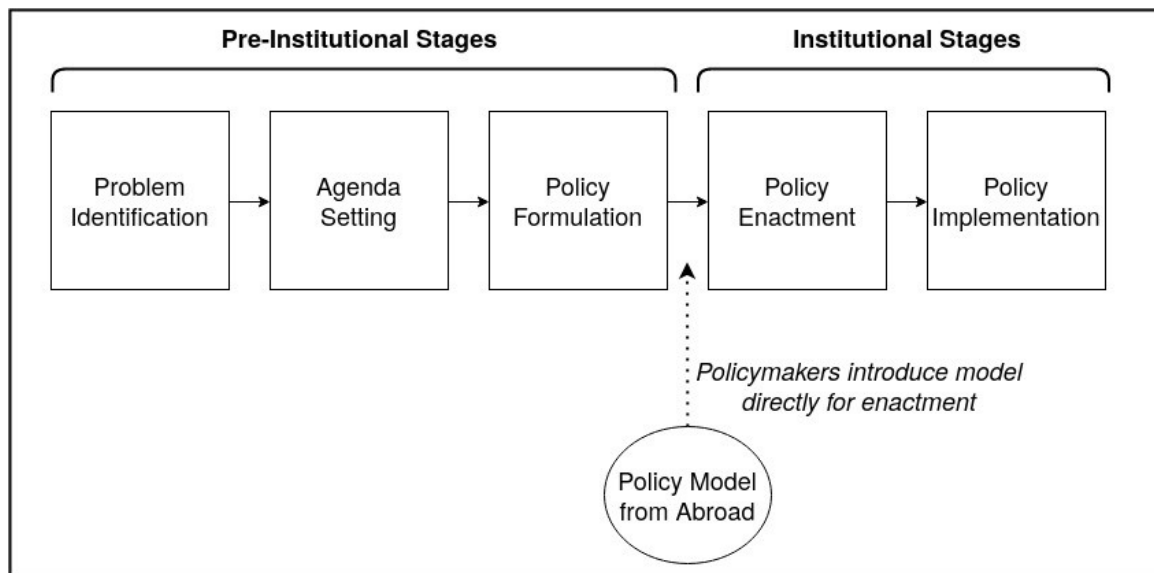 Pre-Institutional Stages
Institutional Stages
Problem
Identification
Agenda
Setting
Policy
Formulation
Policy
Enactment
Policy
Implementation
Policymakers introduce model
directly for enactment
Policy Model
from Abroad